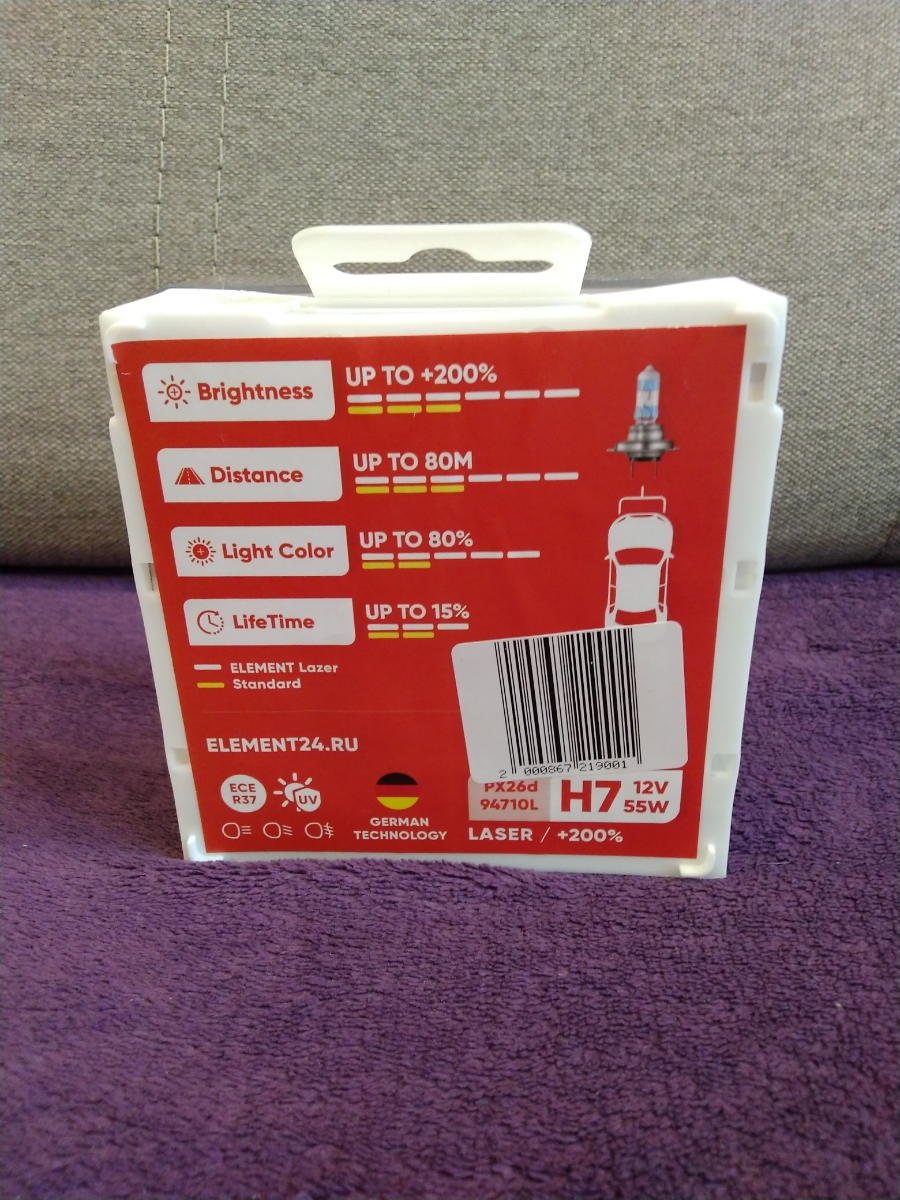 Brightness
UP TO +200%
Distance
UP TO 80M
Light Color
UP TO 80%
LifeTime
UP TO 15%
ELEMENT Lazer
Standard
ELEMENT24.RU
2 000867 219001
ECE
R37
UV
GERMAN
TECHNOLOGY
PX26d
94710L
H7
12V
55W
LASER / +200%